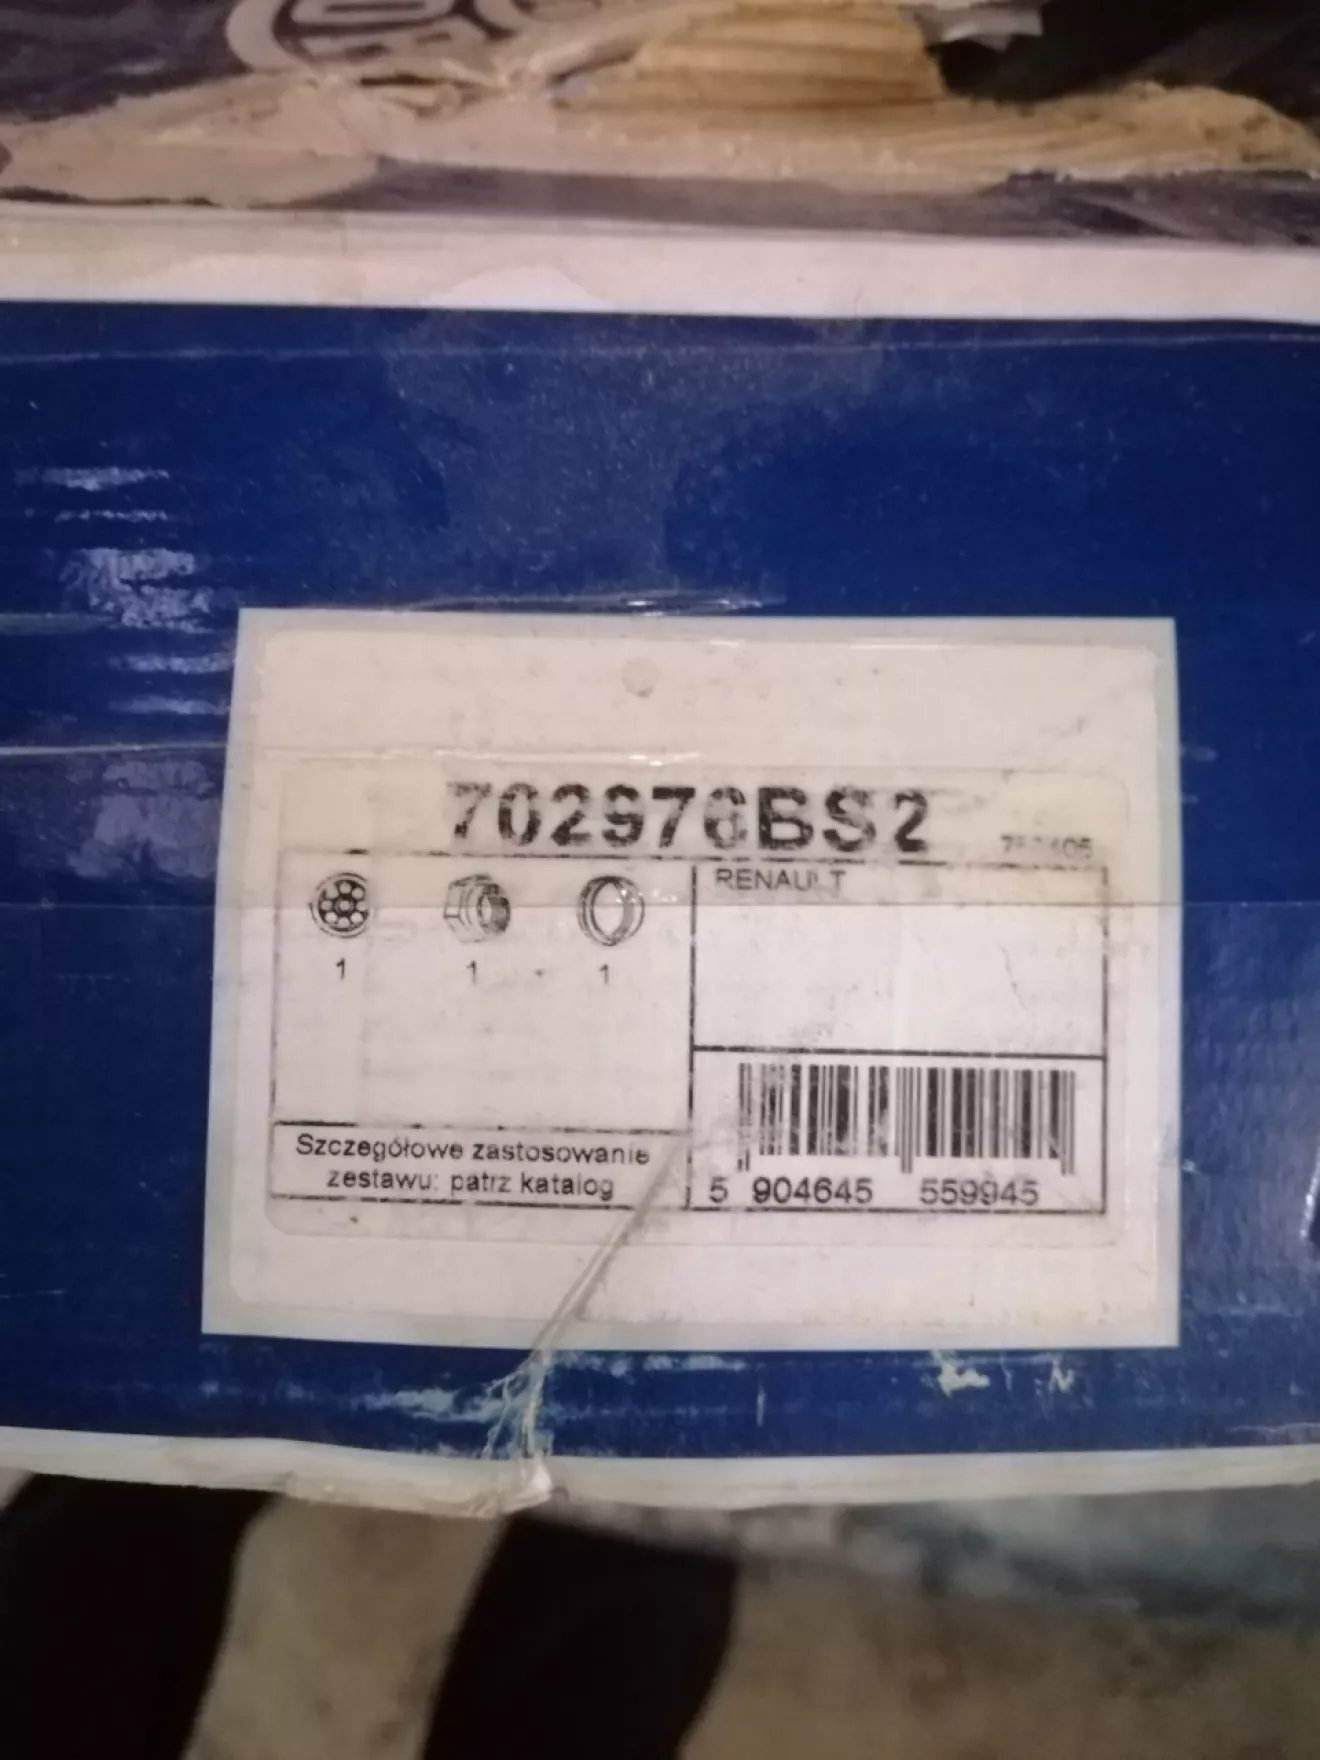 702976BS2
RENAULT
1 1 1
Szczegółowe zastosowanie
zestawu: patrz katalog
5 904645 559945